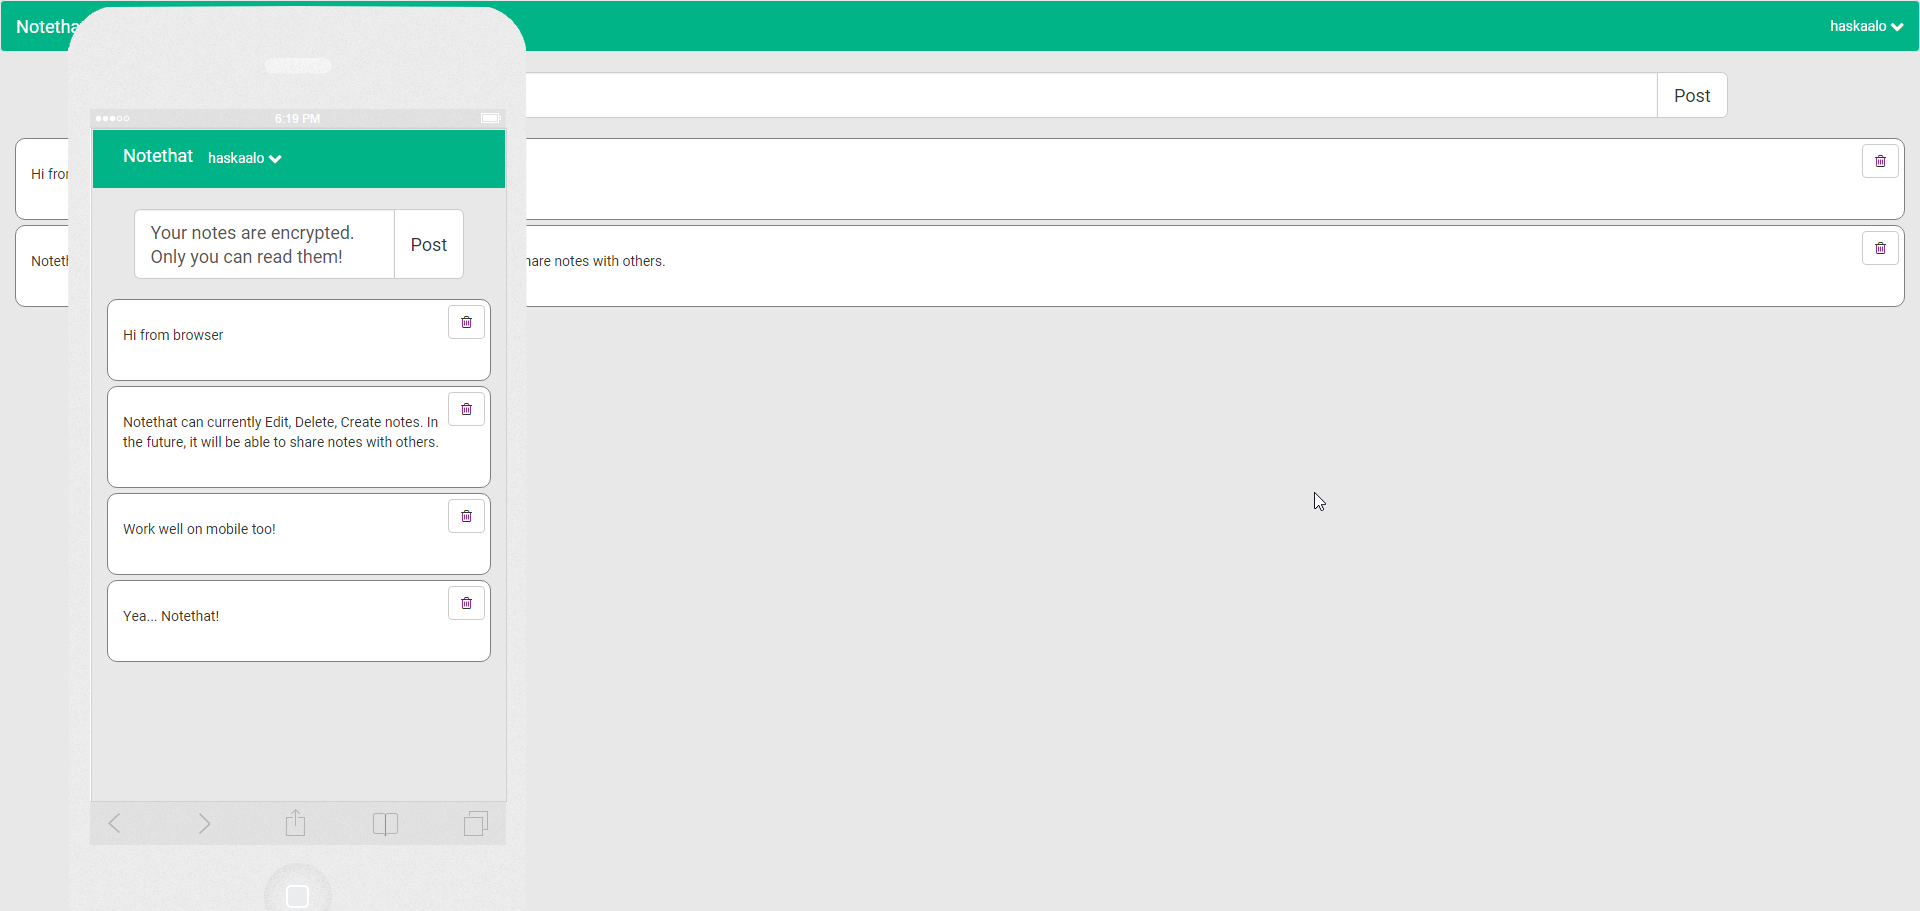 Notetha
haskaalo
Post
Hi fro
Notet
hare notes with others.
6:19 PM
Notethat haskaalo
Your notes are encrypted.
Only you can read them!
Post
Hi from browser
Notethat can currently Edit, Delete, Create notes. In
the future, it will be able to share notes with others.
Work well on mobile too!
Yea... Notethat!